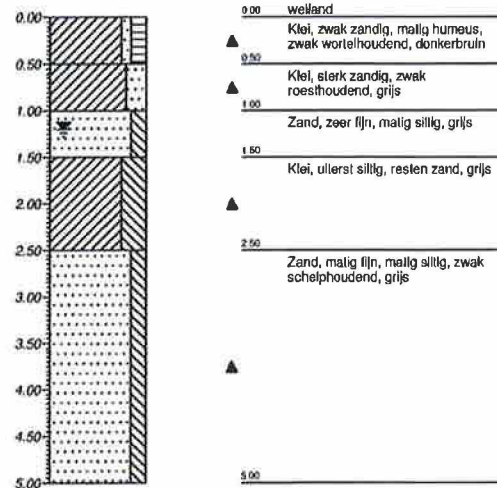 0.00
0.50
1.00
1.50
2.50
3.00
3.50
4.00
4.50
5.00
0.00 weiland
Klei, zwak zandig, matig humeus,
zwak wortelhoudend, donkerbruin
0.50
Klei, sterk zandig, zwak
roesthoudend, grijs
1.00
Zand, zeer fijn, matig siltig, grijs
1.50
Klei, uiterst siltig, resten zand, grijs
2.50
Zand, matig fijn, matig siltig, zwak
schelphoudend, grijs
5.00